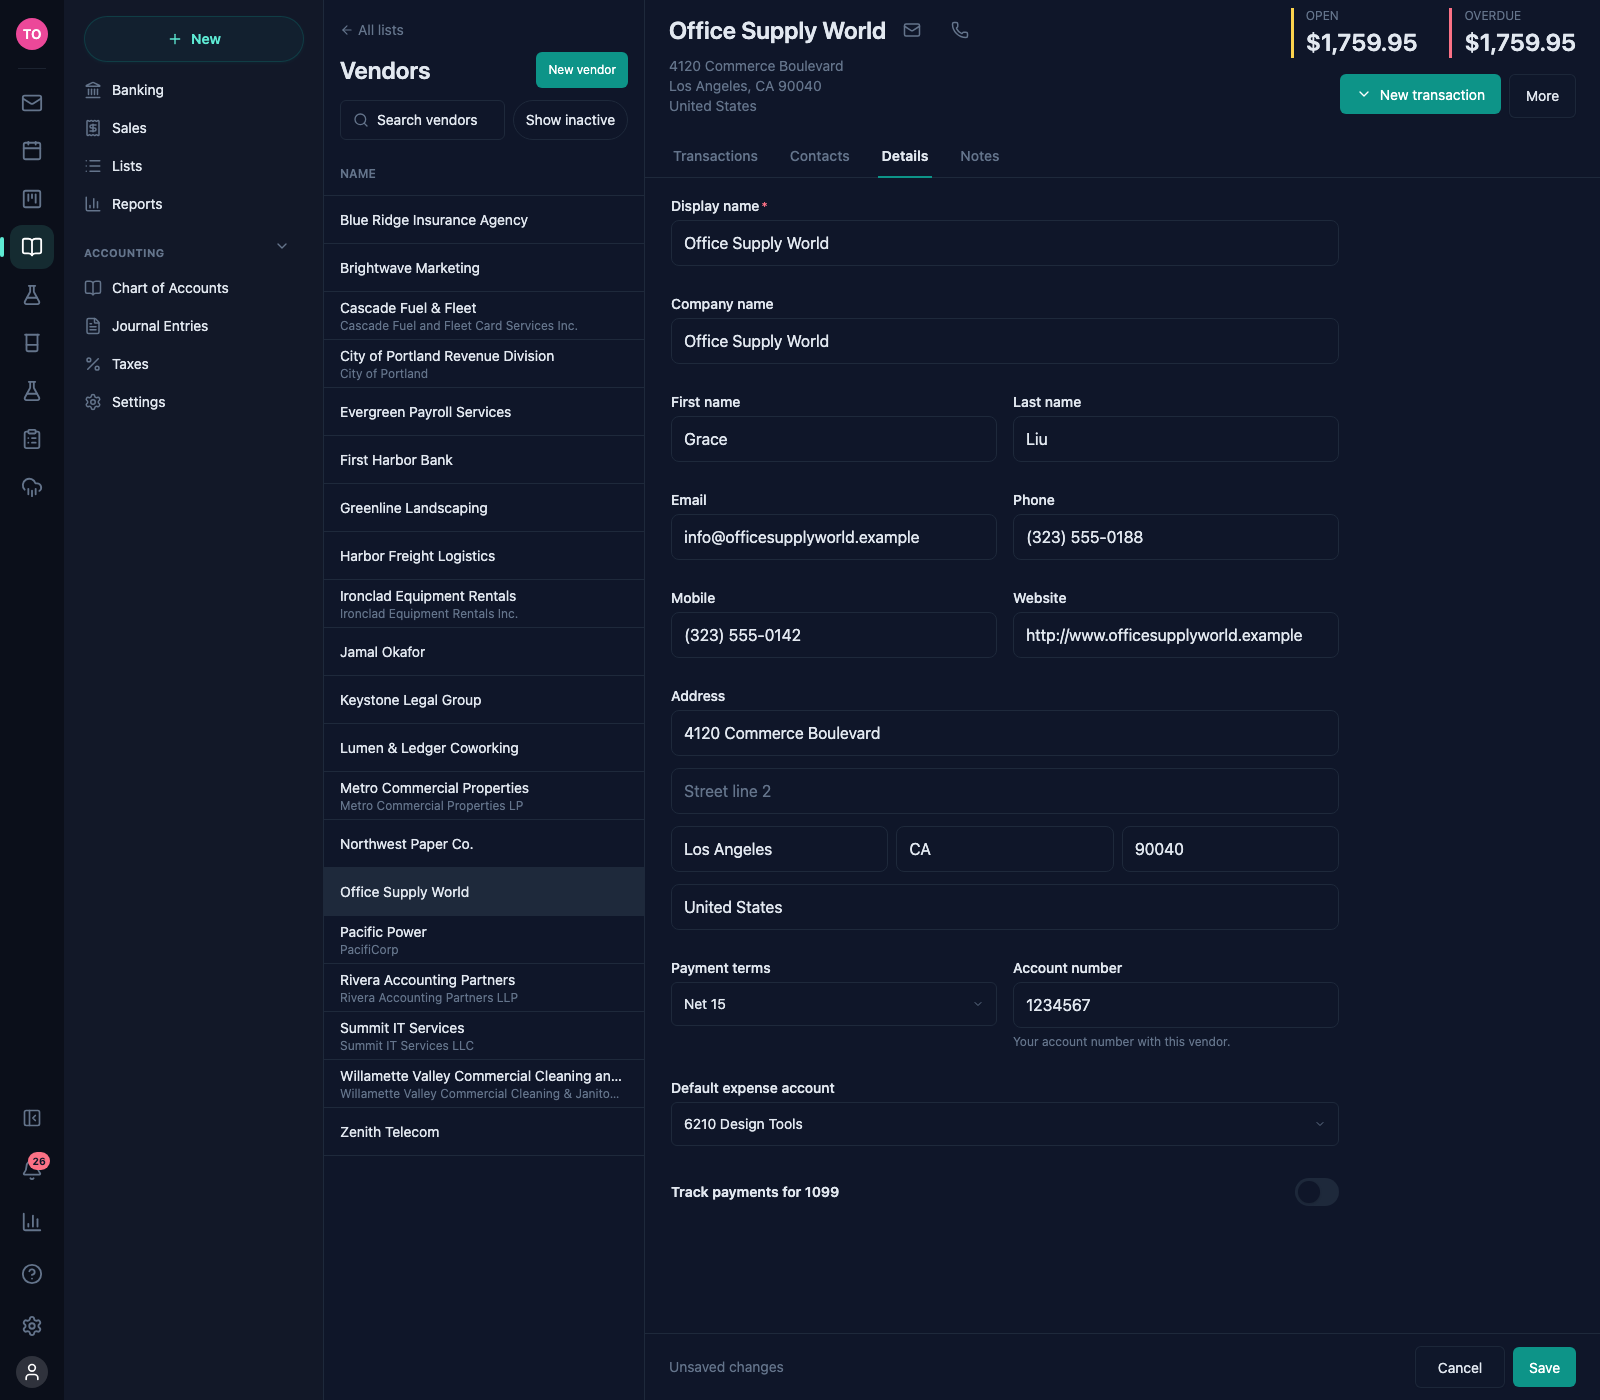 TO
26
New
Banking
Sales
Lists
Reports
ACCOUNTING
Chart of Accounts
Journal Entries
Taxes
Settings
All lists
Vendors
New vendor
Search vendors
Show inactive
NAME
Blue Ridge Insurance Agency
Brightwave Marketing
Cascade Fuel & Fleet
Cascade Fuel and Fleet Card Services Inc.
City of Portland Revenue Division
City of Portland
Evergreen Payroll Services
First Harbor Bank
Greenline Landscaping
Harbor Freight Logistics
Ironclad Equipment Rentals
Ironclad Equipment Rentals Inc.
Jamal Okafor
Keystone Legal Group
Lumen & Ledger Coworking
Metro Commercial Properties
Metro Commercial Properties LP
Northwest Paper Co.
Office Supply World
Pacific Power
PacifiCorp
Rivera Accounting Partners
Rivera Accounting Partners LLP
Summit IT Services
Summit IT Services LLC
Willamette Valley Commercial Cleaning an...
Willamette Valley Commercial Cleaning & Janito...
Zenith Telecom
Office Supply World
4120 Commerce Boulevard
Los Angeles, CA 90040
United States
OPEN
$1,759.95
OVERDUE
$1,759.95
New transaction
More
Transactions Contacts Details Notes
Display name*
Office Supply World
Company name
Office Supply World
First name
Grace
Last name
Liu
Email
info@officesupplyworld.example
Phone
(323) 555-0188
Mobile
(323) 555-0142
Website
http://www.officesupplyworld.example
Address
4120 Commerce Boulevard
Street line 2
Los Angeles
CA
90040
United States
Payment terms
Net 15
Account number
1234567
Your account number with this vendor.
Default expense account
6210 Design Tools
Track payments for 1099
Unsaved changes
Cancel
Save